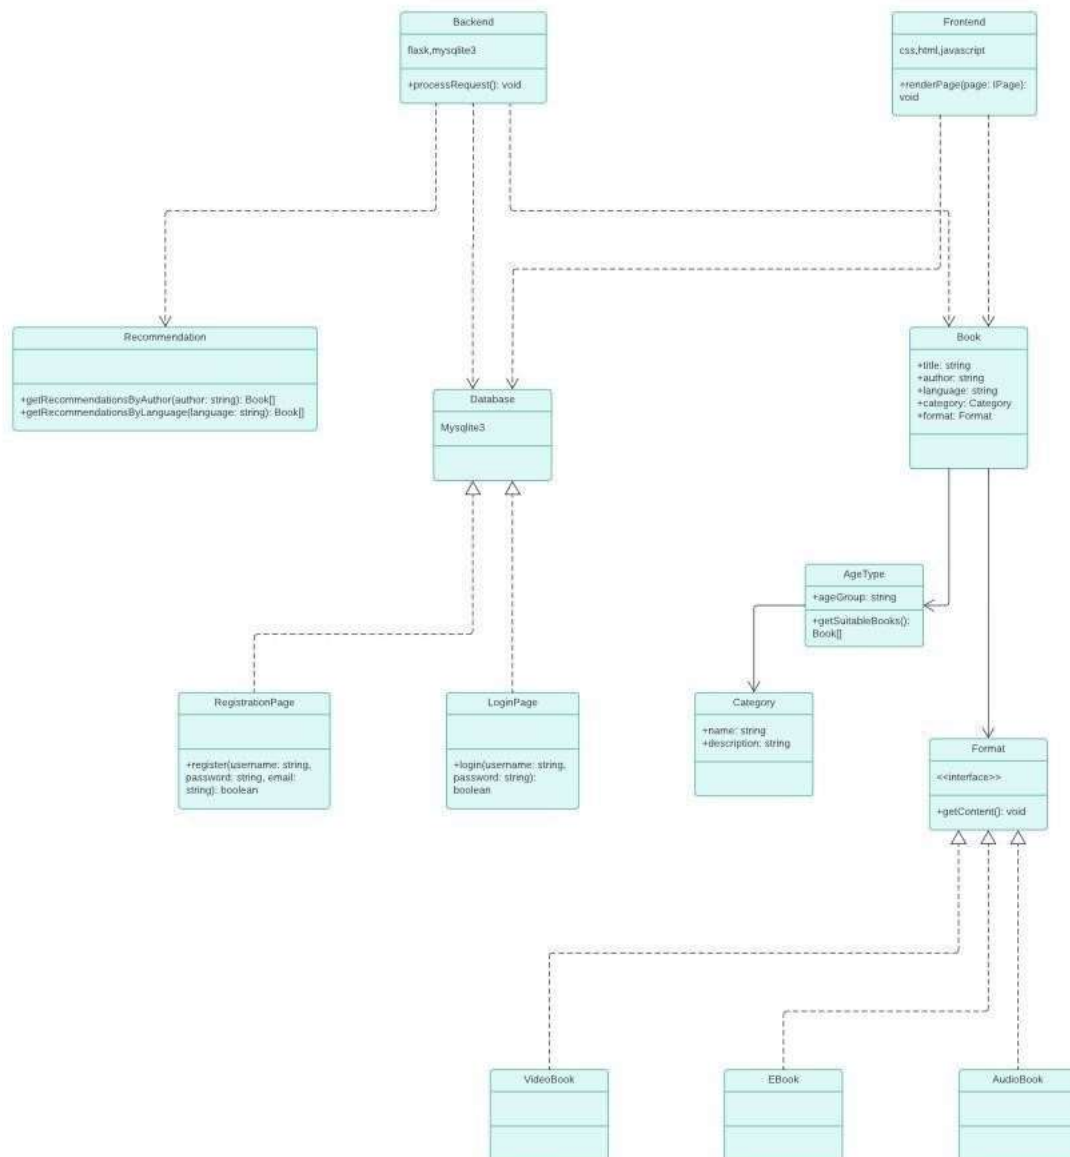 Backend
flask,mysqlite3
+processRequest(): void
Frontend
css,html,javascript
+renderPage(page: IPage):
void
Recommendation
+getRecommendationsByAuthor(author: string): Book[]
+getRecommendationsByLanguage(language: string): Book[]
Database
Mysqlite3
Book
+title: string
+author: string
+language: string
+category: Category
+format: Format
AgeType
+ageGroup: string
+getSuitableBooks():
Book[]
RegistrationPage
+register(username: string,
password: string, email:
string): boolean
LoginPage
+login(username: string,
password: string):
boolean
Category
+name: string
+description: string
Format
<<interface>>
+getContent(): void
VideoBook
EBook
AudioBook